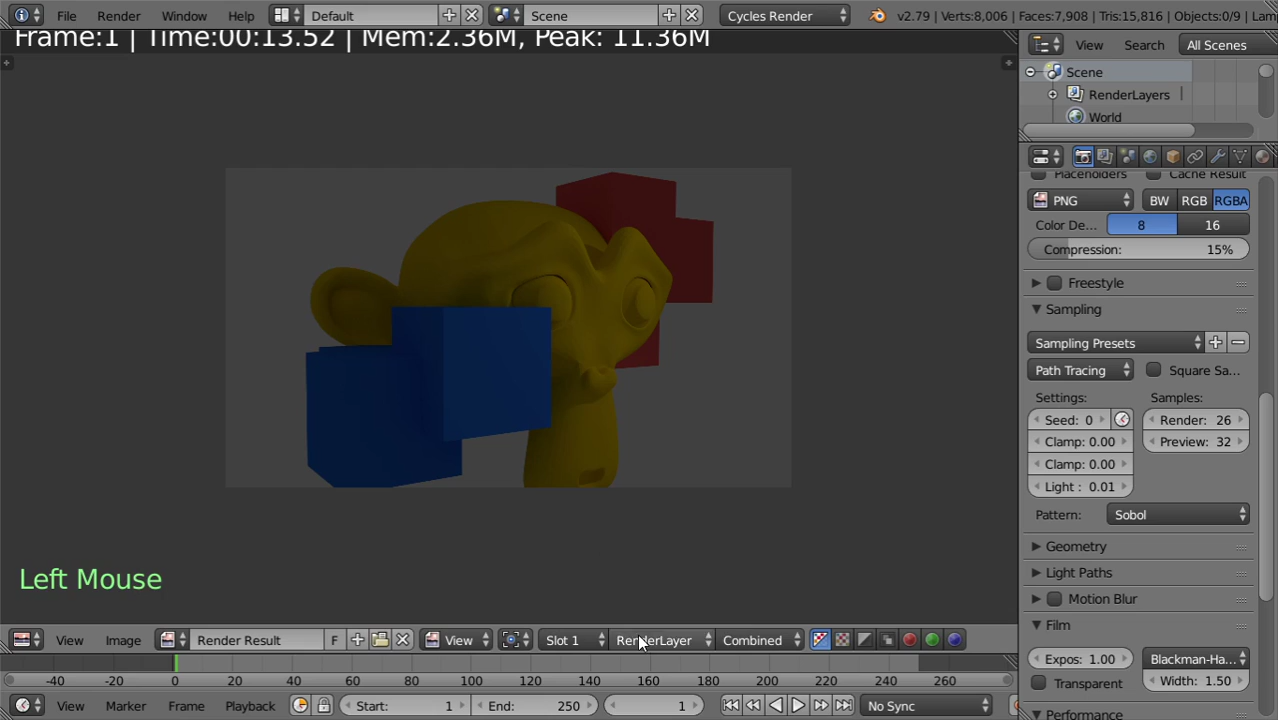 File Render Window Help Default Scene Cycles Render v2.79 | Verts:8,006 | Faces:7,908 | Tris:15,816 | Objects:0/9 | Lam
Frame:1 | Time:00:13.52 | Mem:2.36M, Peak: 11.36M
View Search All Scenes
Scene
RenderLayers
World
Placeholders Cache Result
PNG BW RGB RGBA
Color De... 8 16
Compression: 15%
Freestyle
Sampling
Sampling Presets
Path Tracing Square Sa...
Settings: Samples:
Seed: 0 Render: 26
Clamp: 0.00 Preview: 32
Clamp: 0.00
Light : 0.01
Pattern: Sobol
Geometry
Light Paths
Motion Blur
Film
Expos: 1.00 Blackman-Ha...
Transparent Width: 1.50
Performance
Left Mouse
View Image Render Result F View Slot 1 RenderLayer Combined
-40 -20 0 20 40 60 80 100 120 140 160 180 200 220 240 260
View Marker Frame Playback Start: 1 End: 250 1 No Sync